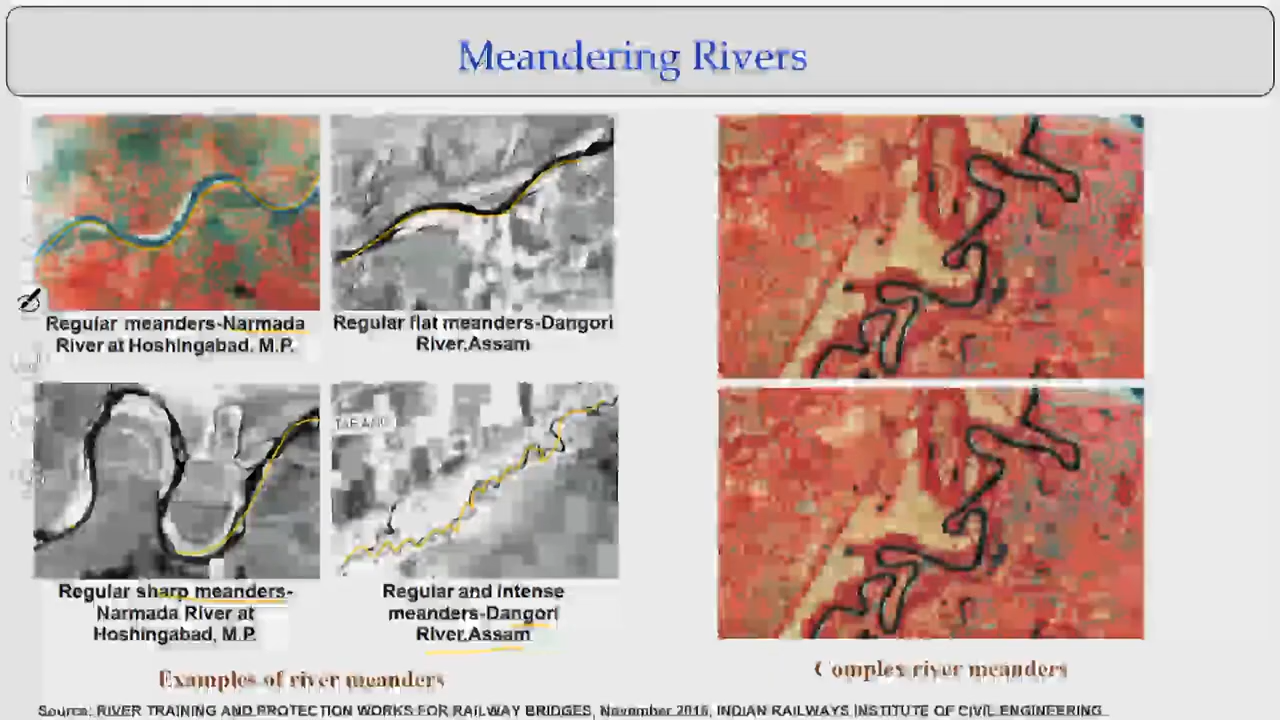 Meandering Rivers
Regular meanders-Narmada
River at Hoshingabad, M.P.
Regular flat meanders-Dangori
River,Assam
Regular sharp meanders-
Narmada River at
Hoshingabad, M.P.
Regular and intense
meanders-Dangori
River,Assam
Examples of river meanders
Complex river meanders
Source: RIVER TRAINING AND PROTECTION WORKS FOR RAILWAY BRIDGES, November 2016, INDIAN RAILWAYS INSTITUTE OF CIVIL ENGINEERING